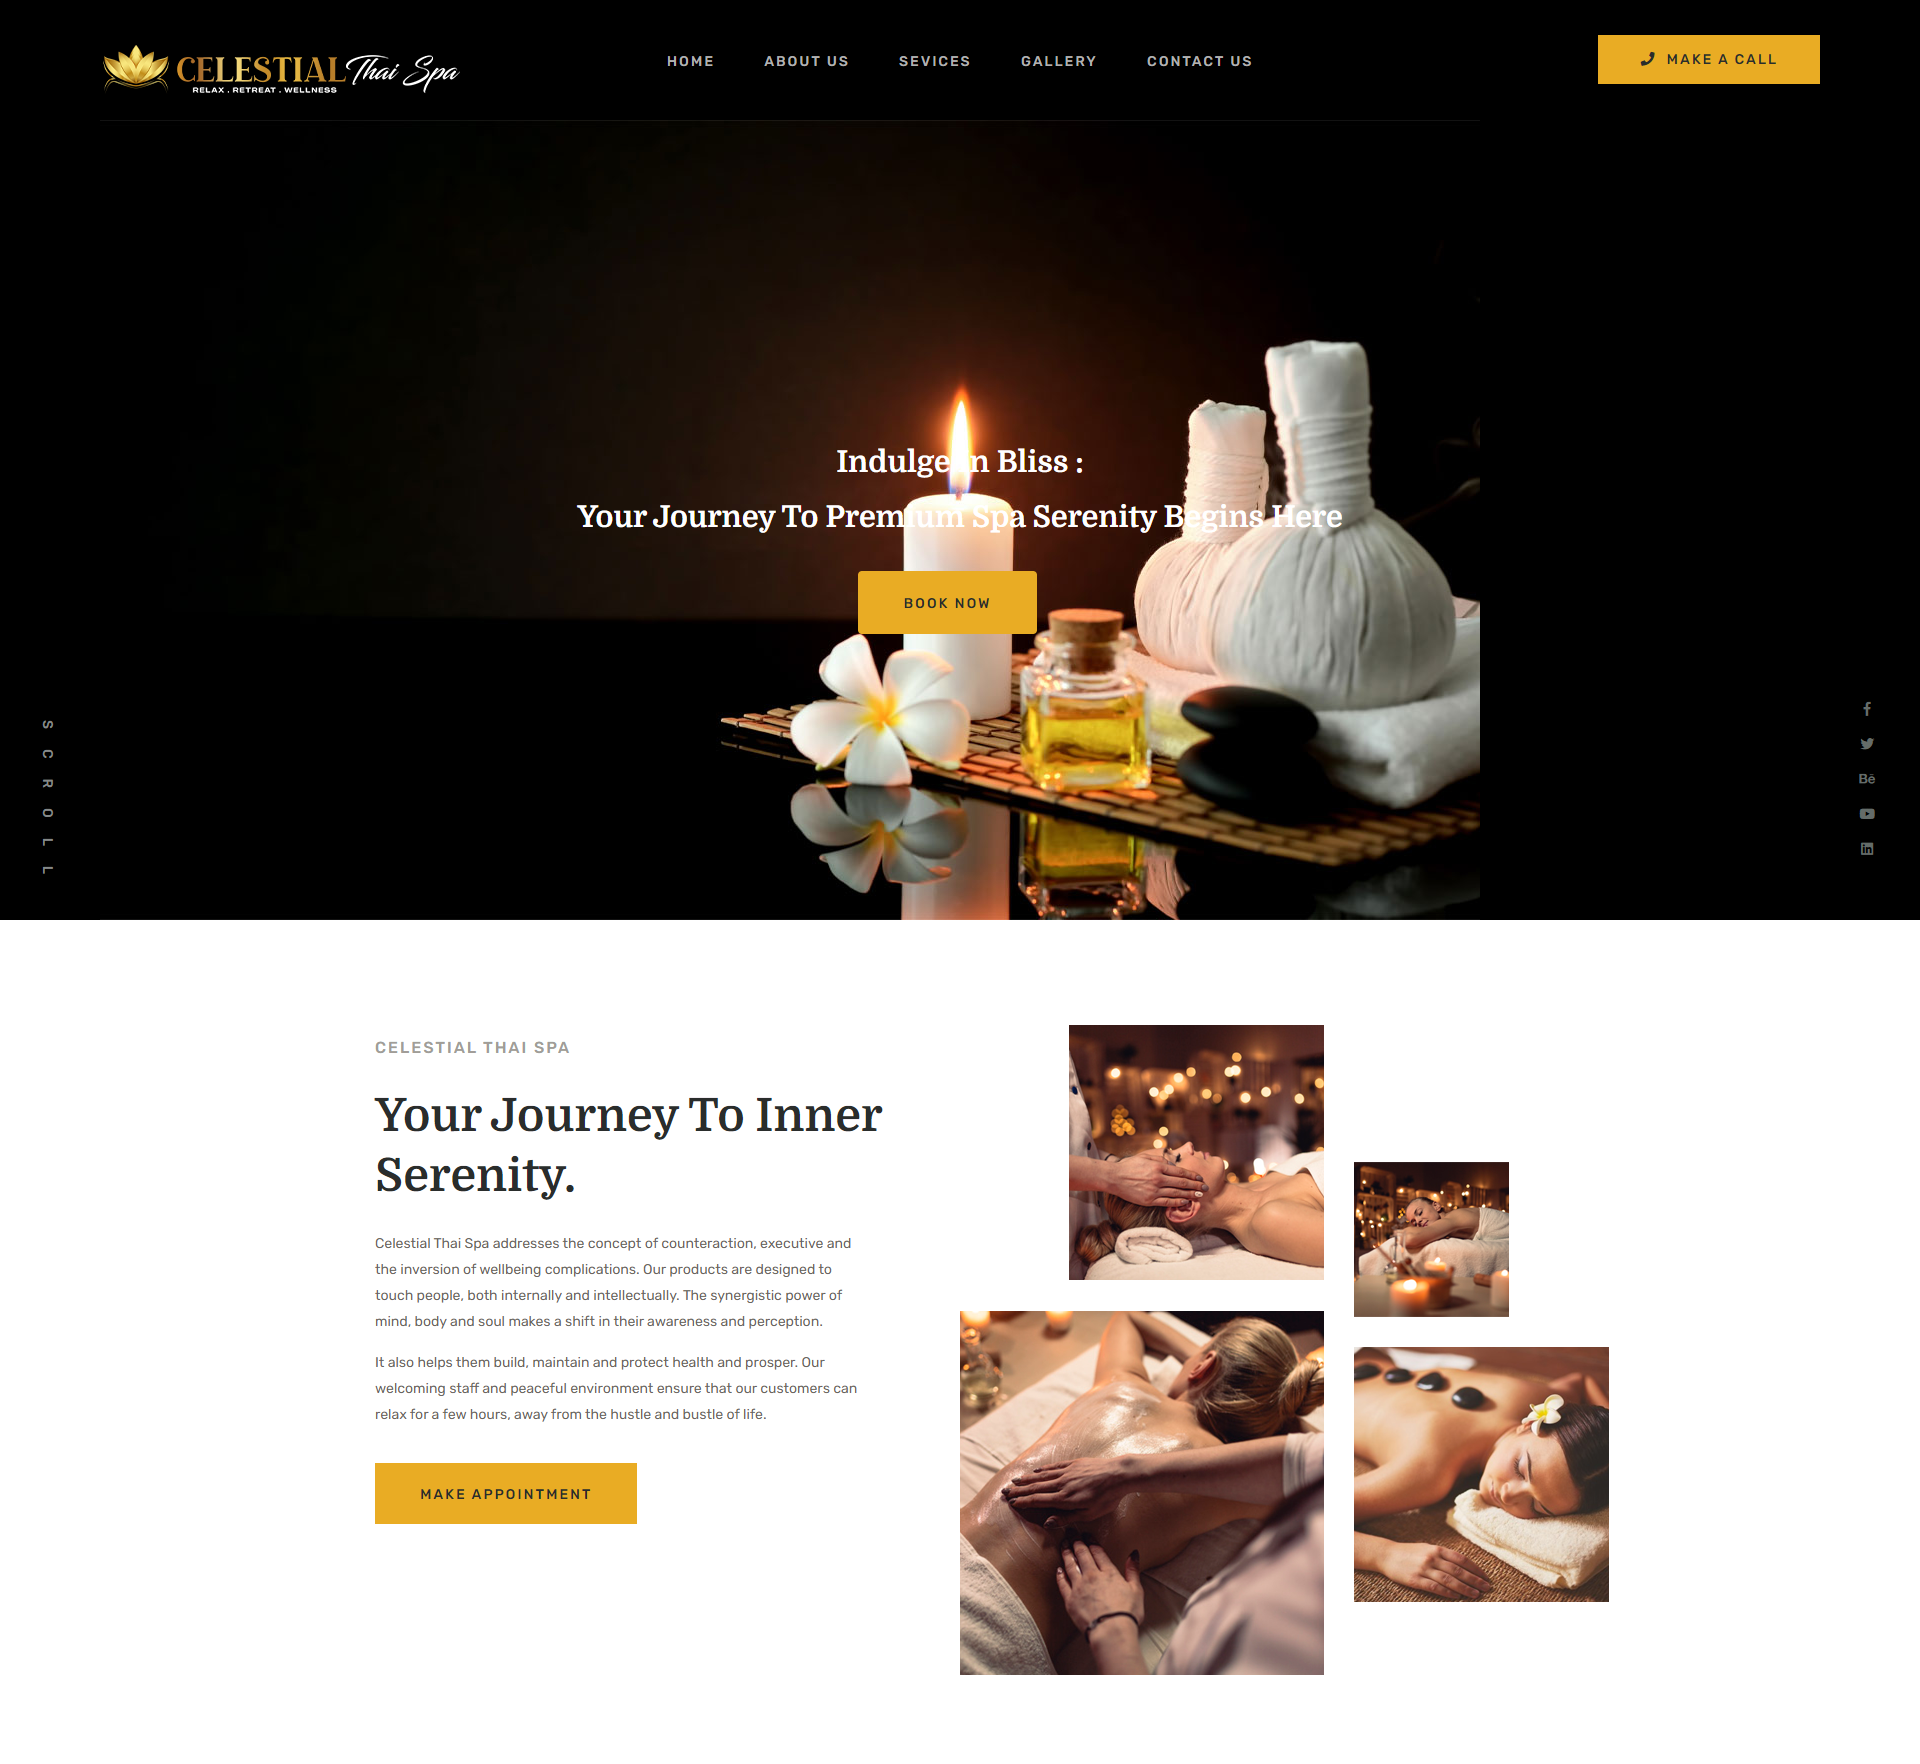 CELESTIAL Thai Spa
RELAX . RETREAT . WELLNESS
HOME
ABOUT US
SEVICES
GALLERY
CONTACT US
MAKE A CALL
Indulge In Bliss :
Your Journey To Premium Spa Serenity Begins Here
BOOK NOW
SCROLL
Bē
in
CELESTIAL THAI SPA
Your Journey To Inner
Serenity.
Celestial Thai Spa addresses the concept of counteraction, executive and
the inversion of wellbeing complications. Our products are designed to
touch people, both internally and intellectually. The synergistic power of
mind, body and soul makes a shift in their awareness and perception.
It also helps them build, maintain and protect health and prosper. Our
welcoming staff and peaceful environment ensure that our customers can
relax for a few hours, away from the hustle and bustle of life.
MAKE APPOINTMENT